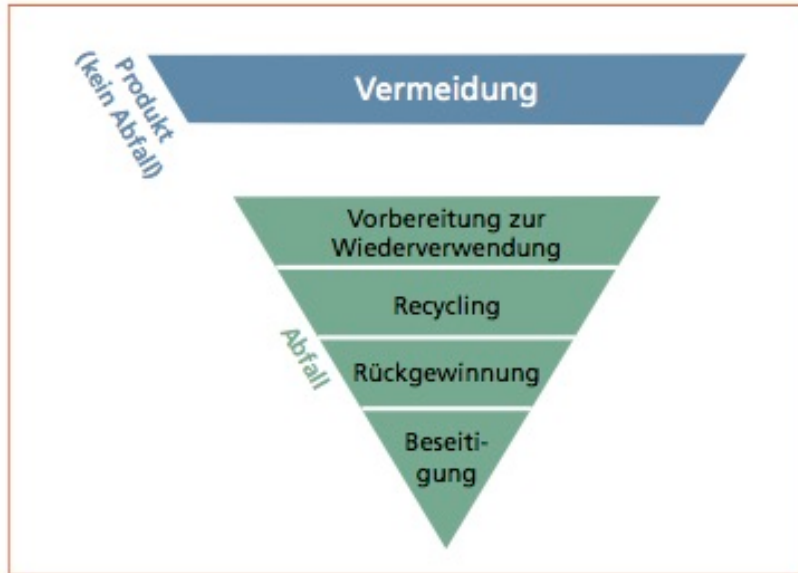 Produkt
(kein Abfall)
Vermeidung
Vorbereitung zur
Wiederverwendung
Recycling
Abfall
Rückgewinnung
Beseiti-
gung